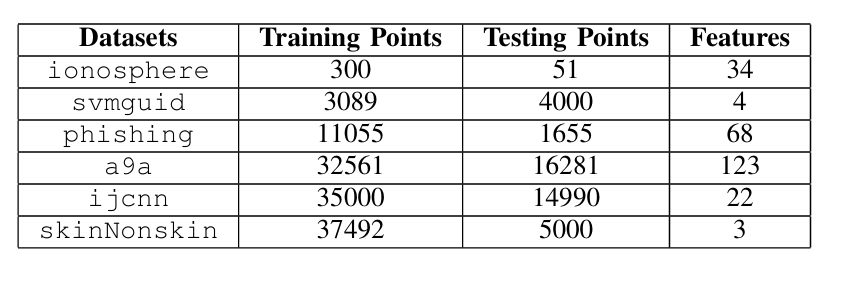 Datasets Training Points Testing Points Features
ionosphere 300 51 34
svmguid 3089 4000 4
phishing 11055 1655 68
a9a 32561 16281 123
ijcnn 35000 14990 22
skinNonskin 37492 5000 3